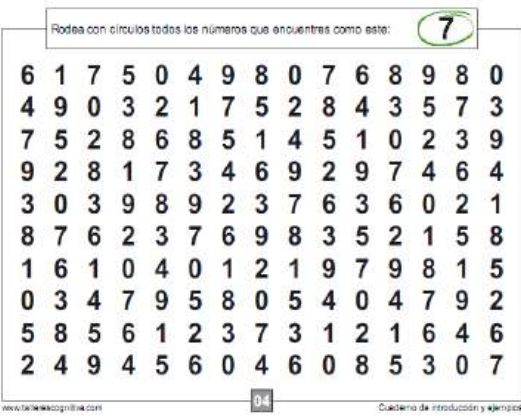 Rodea con círculos todos los números que encuentres como este: 7
6 1 7 5 0 4 9 8 0 7 6 8 9 8 0
4 9 0 3 2 1 7 5 2 8 4 3 5 7 3
7 5 2 8 6 8 5 1 4 5 1 0 2 3 9
9 2 8 1 7 3 4 6 9 2 9 7 4 6 4
3 0 3 9 8 9 2 3 7 6 3 6 0 2 1
8 7 6 2 3 7 6 9 8 3 5 2 1 5 8
1 6 1 0 4 0 1 2 1 9 7 9 8 1 5
0 3 4 7 9 5 8 0 5 4 0 4 7 9 2
5 8 5 6 1 2 3 7 3 1 2 1 6 4 6
2 4 9 4 5 6 0 4 6 0 8 5 3 0 7
www.tallerescognitiva.com 04 Cuaderno de introducción y ejemplos